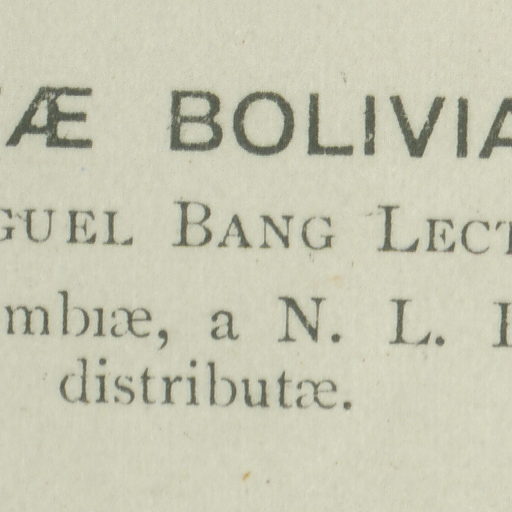 Æ BOLIVIA
GUEL BANG LECT
mbiæ, a N. L.
distributæ.